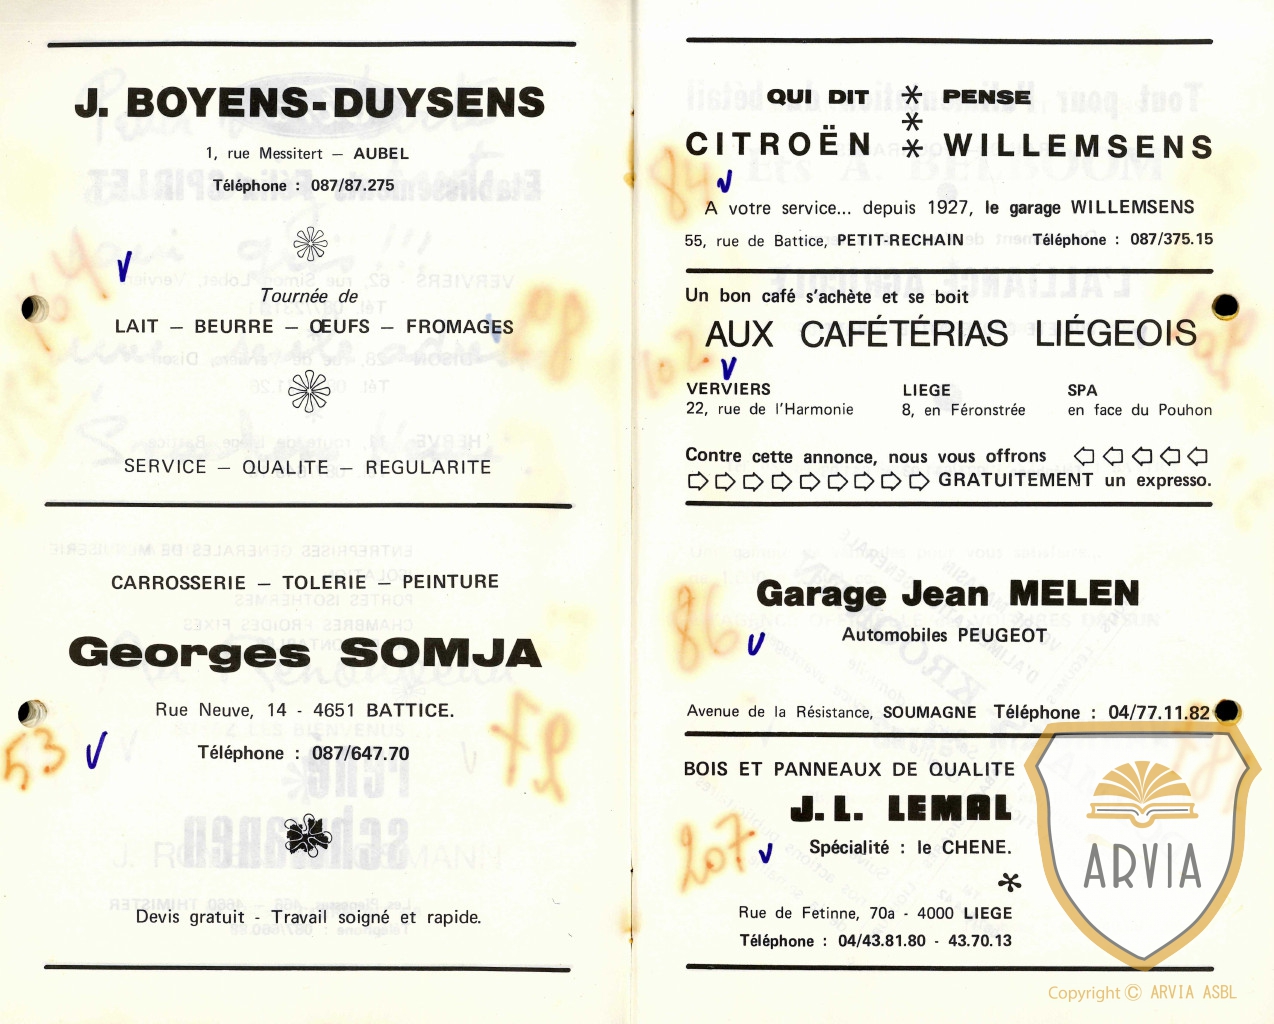 J. BOYENS-DUYSENS
1, rue Messitert — AUBEL
Téléphone : 087/87.275
Tournée de
LAIT — BEURRE — ŒUFS — FROMAGES
SERVICE — QUALITE — REGULARITE
CARROSSERIE — TOLERIE — PEINTURE
Georges SOMJA
Rue Neuve, 14 - 4651 BATTICE.
53
Téléphone : 087/647.70
Devis gratuit - Travail soigné et rapide.
QUI DIT * PENSE
CITROËN * WILLEMSENS
84
A votre service... depuis 1927, le garage WILLEMSENS
55, rue de Battice, PETIT-RECHAIN Téléphone : 087/375.15
Un bon café s'achète et se boit
AUX CAFÉTÉRIAS LIÉGEOIS
102
VERVIERS LIEGE SPA
22, rue de l'Harmonie 8, en Féronstrée en face du Pouhon
Contre cette annonce, nous vous offrons
GRATUITEMENT un expresso.
Garage Jean MELEN
86
Automobiles PEUGEOT
Avenue de la Résistance, SOUMAGNE Téléphone : 04/77.11.82
BOIS ET PANNEAUX DE QUALITE
J.L. LEMAL
207
Spécialité : le CHENE.
Rue de Fetinne, 70a - 4000 LIEGE
Téléphone : 04/43.81.80 - 43.70.13
ARVIA
Copyright © ARVIA ASBL